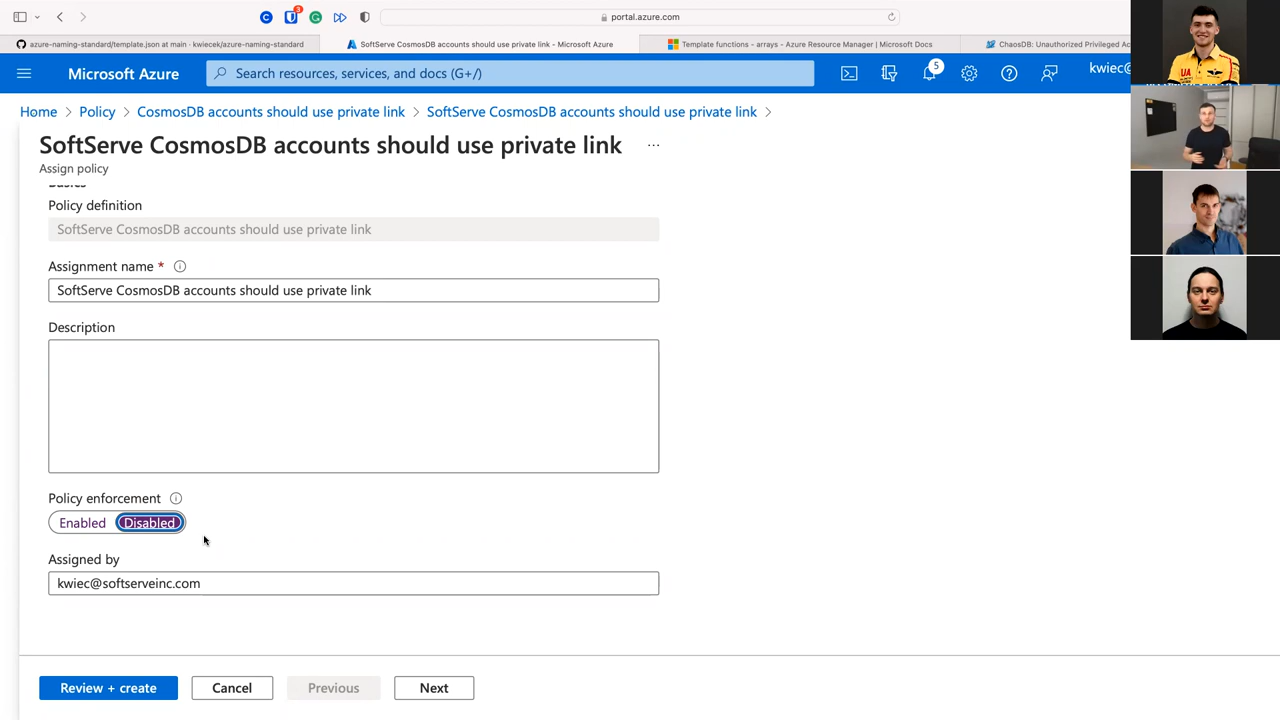 3
portal.azure.com
azure-naming-standard/template.json at main · kwiecek/azure-naming-standard
SoftServe CosmosDB accounts should use private link - Microsoft Azure
Template functions - arrays - Azure Resource Manager | Microsoft Docs
ChaosDB: Unauthorized Privileged Ac
Microsoft Azure
Search resources, services, and docs (G+/)
5
kwiec@
Home > Policy > CosmosDB accounts should use private link > SoftServe CosmosDB accounts should use private link >
SoftServe CosmosDB accounts should use private link ...
Assign policy
Basics
Policy definition
SoftServe CosmosDB accounts should use private link
Assignment name *
SoftServe CosmosDB accounts should use private link
Description
Policy enforcement
Enabled Disabled
Assigned by
kwiec@softserveinc.com
Review + create Cancel Previous Next
UA